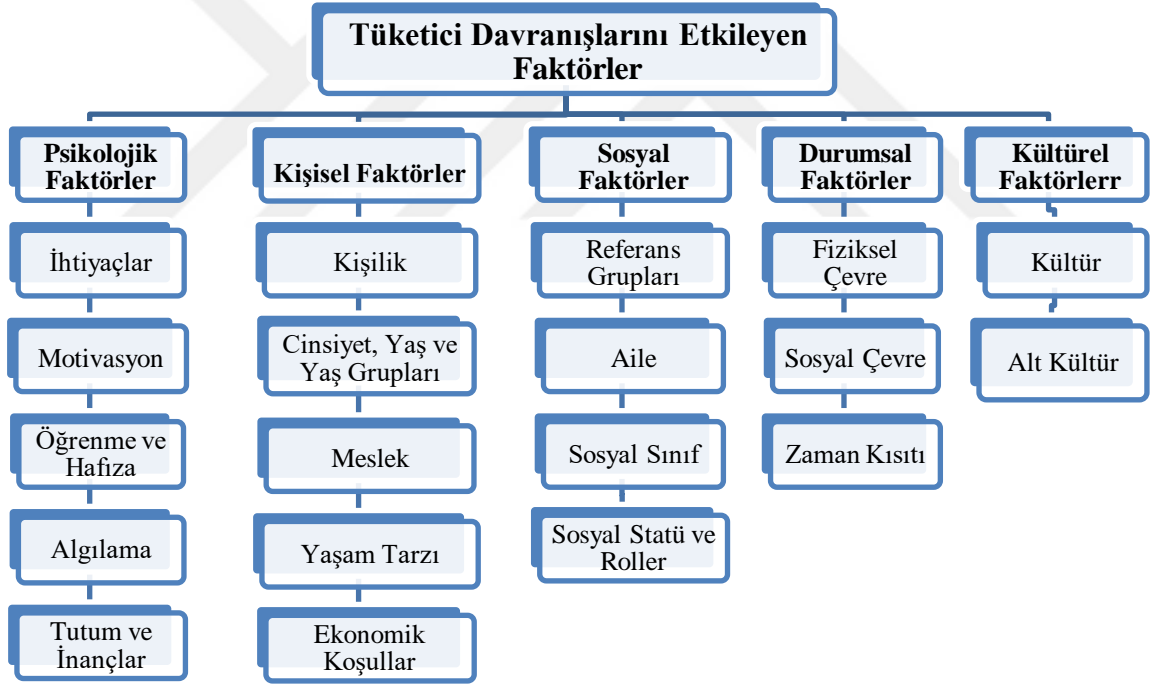 Tüketici Davranışlarını Etkileyen
Faktörler
Psikolojik
Faktörler
İhtiyaçlar
Motivasyon
Öğrenme ve
Hafıza
Algılama
Tutum ve
İnançlar
Kişisel Faktörler
Kişilik
Cinsiyet, Yaş ve
Yaş Grupları
Meslek
Yaşam Tarzı
Ekonomik
Koşullar
Sosyal
Faktörler
Referans
Grupları
Aile
Sosyal Sınıf
Sosyal Statü ve
Roller
Durumsal
Faktörler
Fiziksel
Çevre
Sosyal Çevre
Zaman Kısıtı
Kültürel
Faktörlerr
Kültür
Alt Kültür